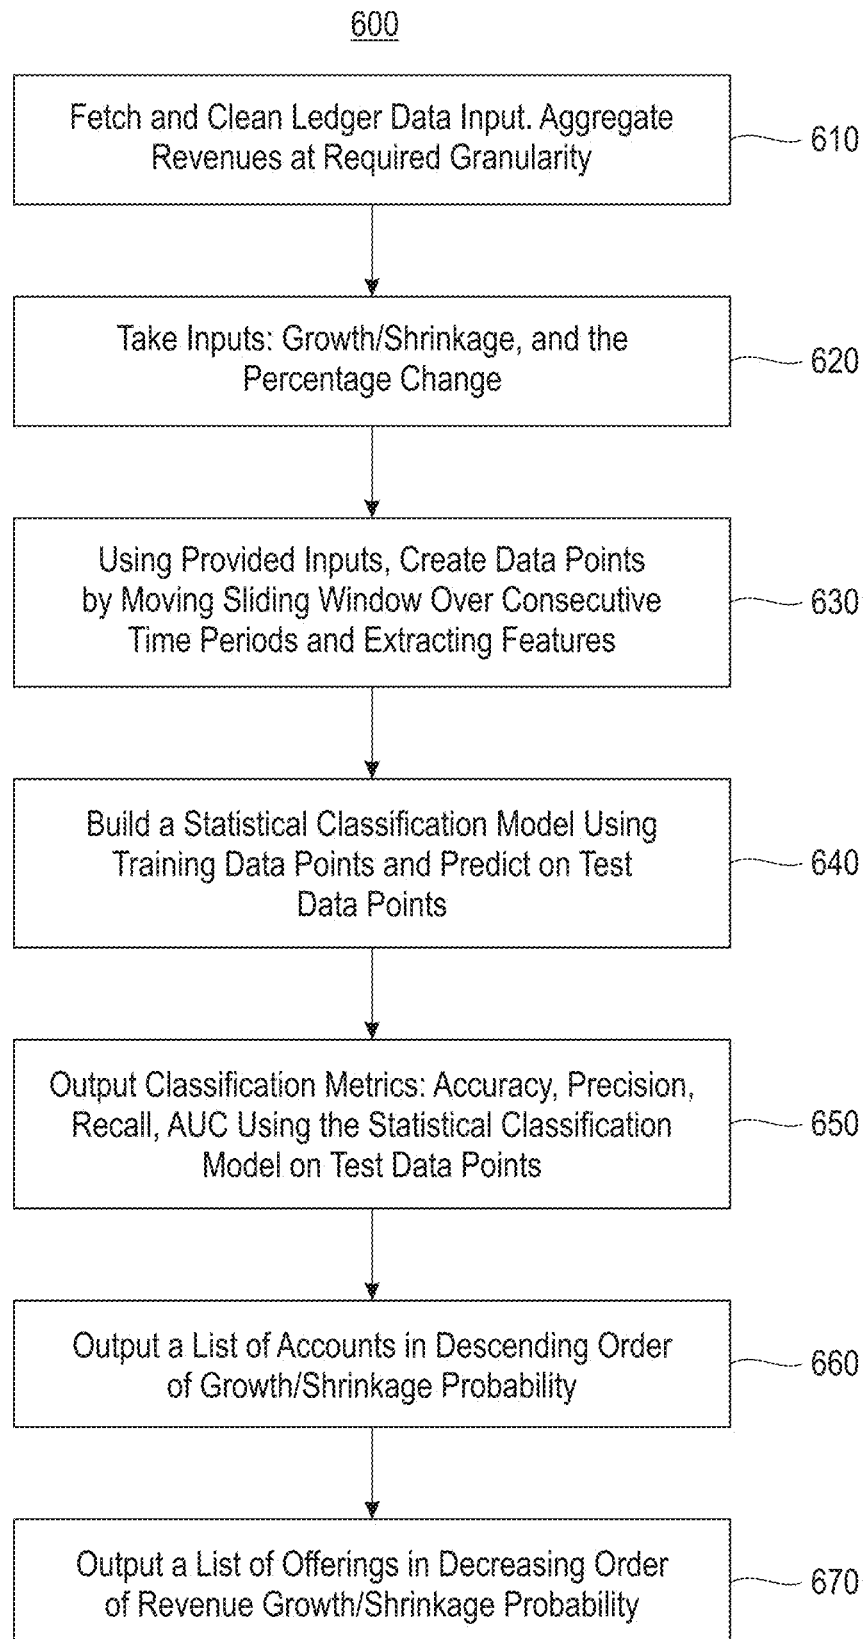 600
Fetch and Clean Ledger Data Input. Aggregate
Revenues at Required Granularity
610
Take Inputs: Growth/Shrinkage, and the
Percentage Change
620
Using Provided Inputs, Create Data Points
by Moving Sliding Window Over Consecutive
Time Periods and Extracting Features
630
Build a Statistical Classification Model Using
Training Data Points and Predict on Test
Data Points
640
Output Classification Metrics: Accuracy, Precision,
Recall, AUC Using the Statistical Classification
Model on Test Data Points
650
Output a List of Accounts in Descending Order
of Growth/Shrinkage Probability
660
Output a List of Offerings in Decreasing Order
of Revenue Growth/Shrinkage Probability
670